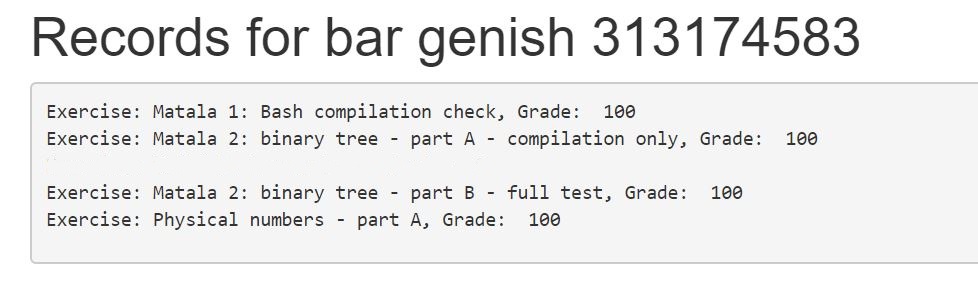 Records for bar genish 313174583
Exercise: Matala 1: Bash compilation check, Grade:  100
Exercise: Matala 2: binary tree - part A - compilation only, Grade:  100
Exercise: Matala 2: binary tree - part B - full test, Grade:  100
Exercise: Physical numbers - part A, Grade:  100